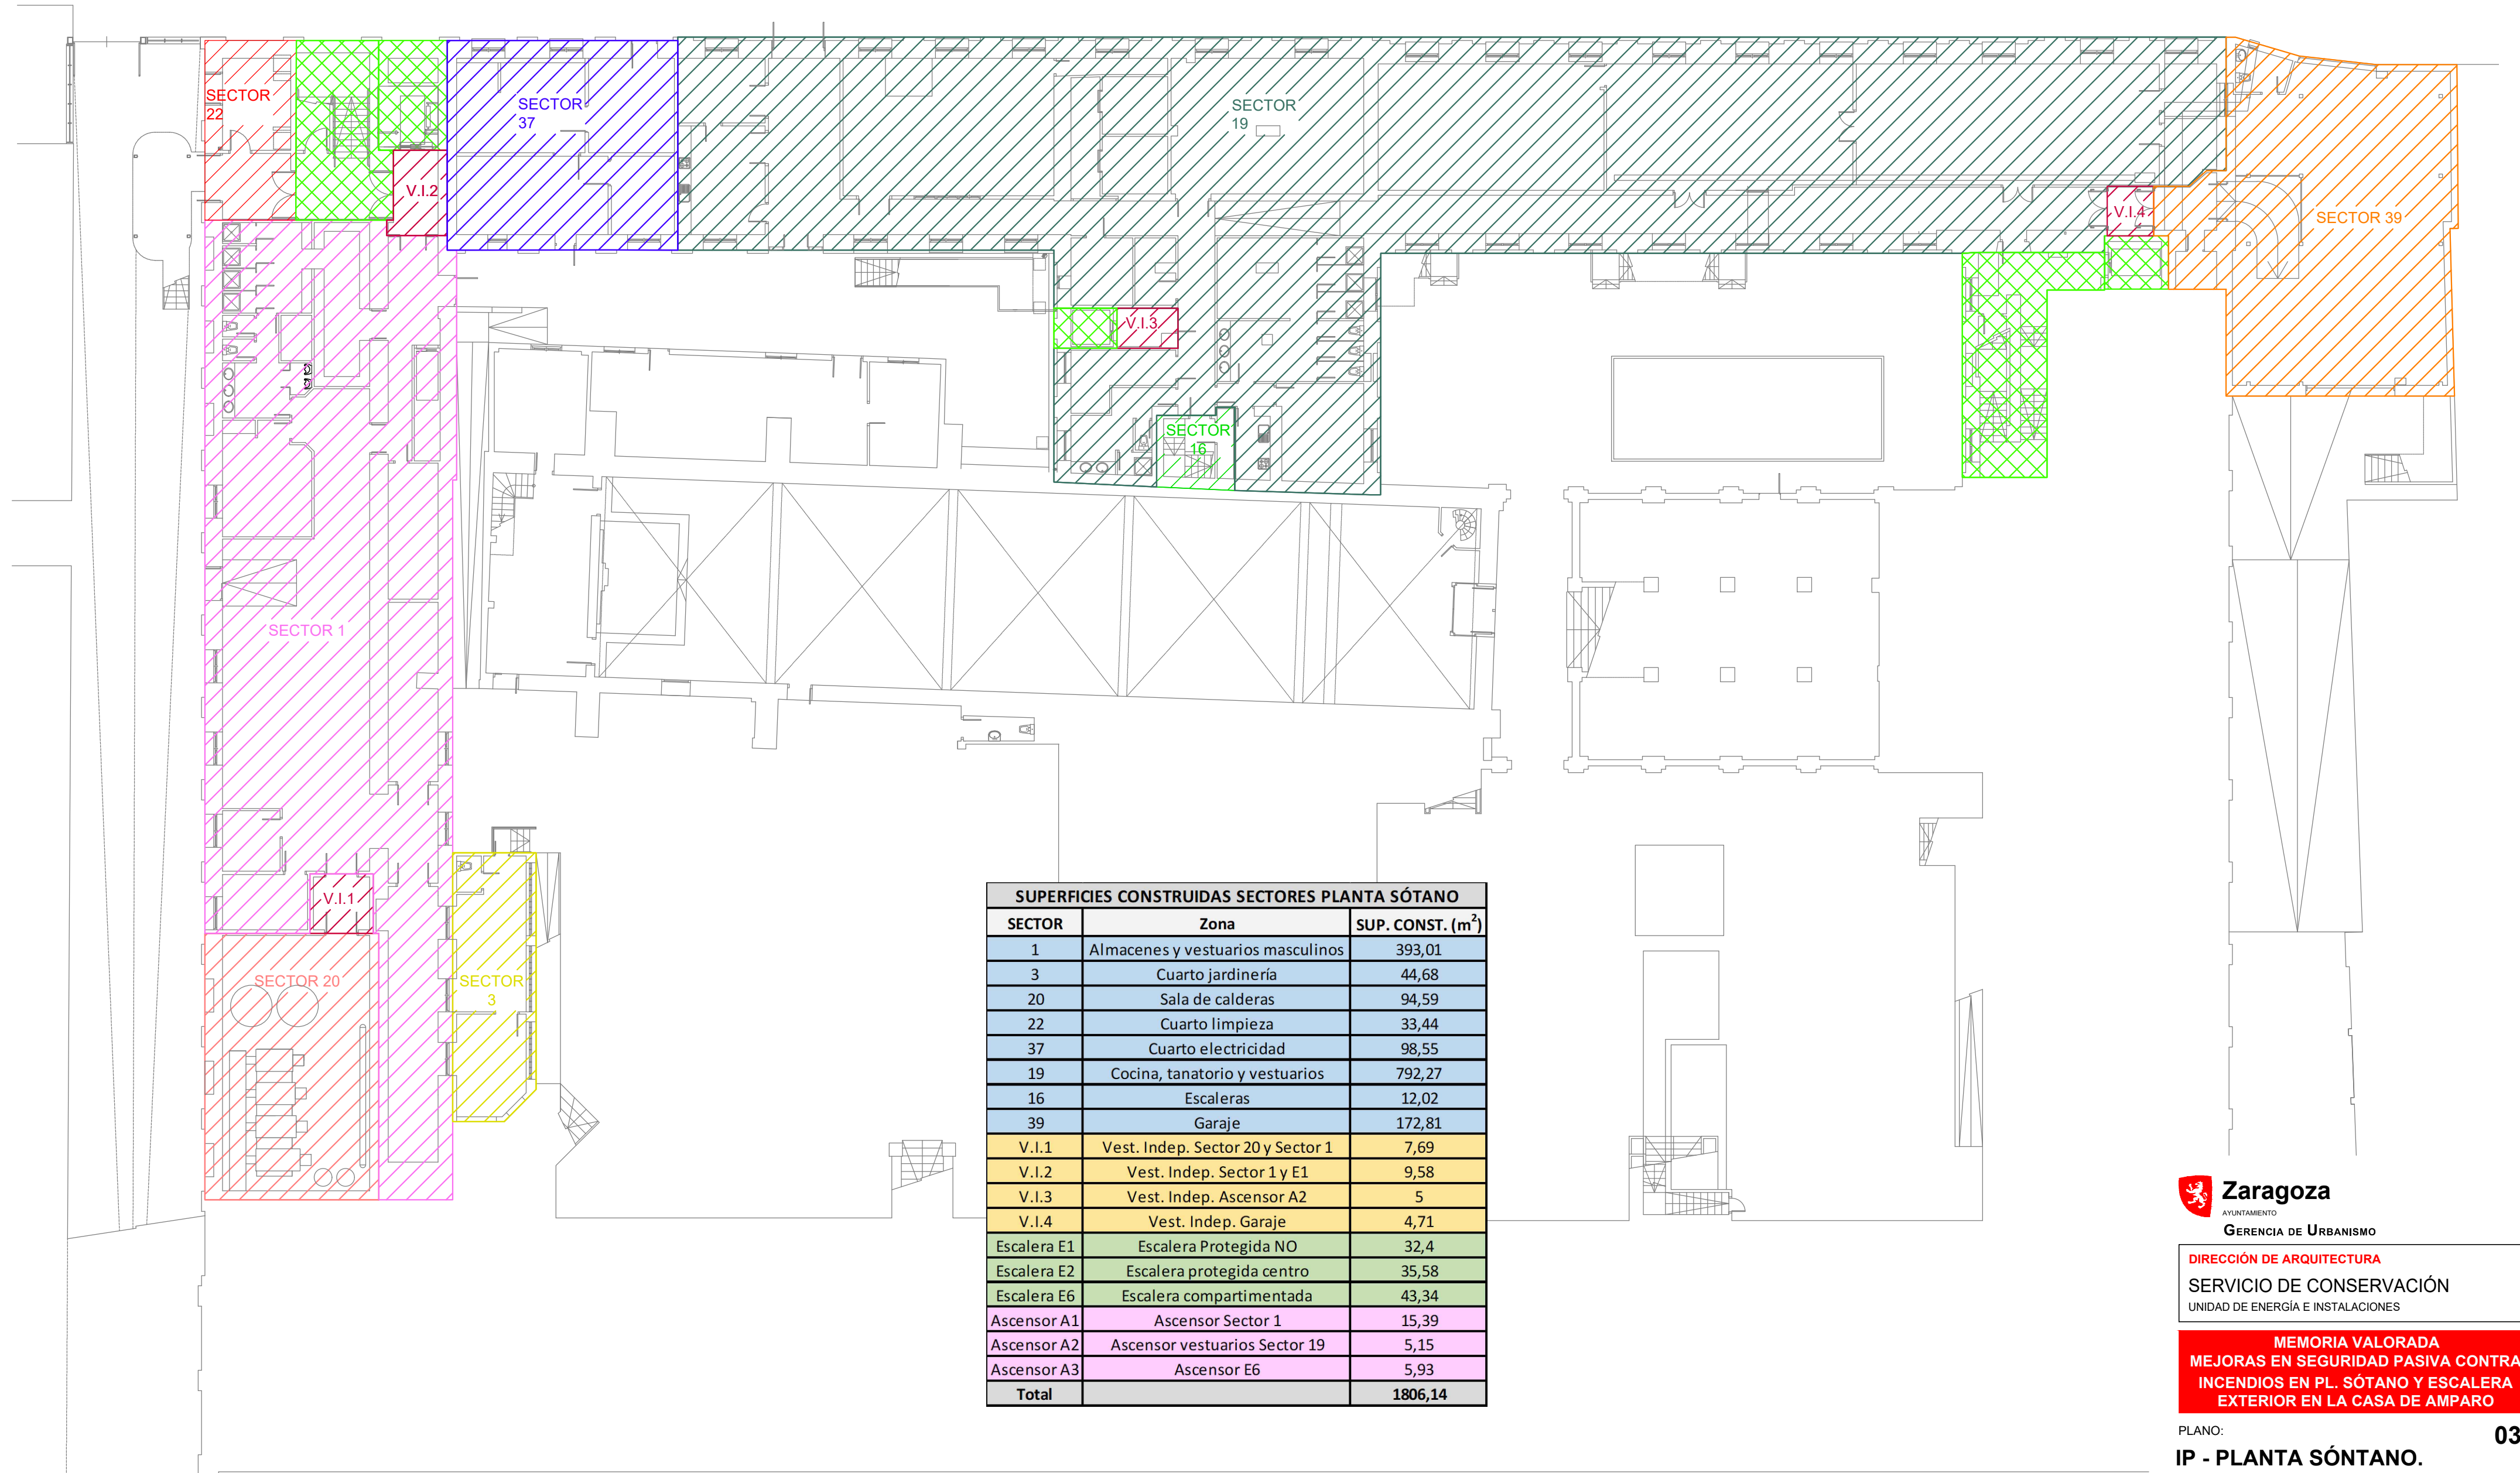 SECTOR
22
SECTOR
37
SECTOR
19
V.I.2
V.I.4
SECTOR 39
V.I.3
SECTOR
16
SECTOR 1
V.I.1
SECTOR 20
SECTOR
3
SUPERFICIES CONSTRUIDAS SECTORES PLANTA SÓTANO
SECTOR Zona SUP. CONST. (m²)
1 Almacenes y vestuarios masculinos 393,01
3 Cuarto jardinería 44,68
20 Sala de calderas 94,59
22 Cuarto limpieza 33,44
37 Cuarto electricidad 98,55
19 Cocina, tanatorio y vestuarios 792,27
16 Escaleras 12,02
39 Garaje 172,81
V.I.1 Vest. Indep. Sector 20 y Sector 1 7,69
V.I.2 Vest. Indep. Sector 1 y E1 9,58
V.I.3 Vest. Indep. Ascensor A2 5
V.I.4 Vest. Indep. Garaje 4,71
Escalera E1 Escalera Protegida NO 32,4
Escalera E2 Escalera protegida centro 35,58
Escalera E6 Escalera compartimentada 43,34
Ascensor A1 Ascensor Sector 1 15,39
Ascensor A2 Ascensor vestuarios Sector 19 5,15
Ascensor A3 Ascensor E6 5,93
Total 1806,14
Zaragoza
AYUNTAMIENTO
GERENCIA DE URBANISMO
DIRECCIÓN DE ARQUITECTURA
SERVICIO DE CONSERVACIÓN
UNIDAD DE ENERGÍA E INSTALACIONES
MEMORIA VALORADA
MEJORAS EN SEGURIDAD PASIVA CONTRA
INCENDIOS EN PL. SÓTANO Y ESCALERA
EXTERIOR EN LA CASA DE AMPARO
PLANO:
03
IP - PLANTA SÓNTANO.